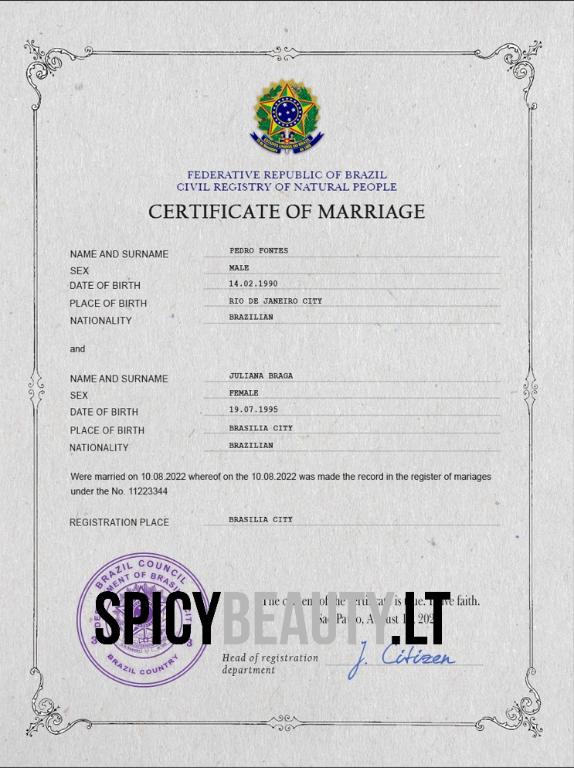 FEDERATIVE REPUBLIC OF BRAZIL
CIVIL REGISTRY OF NATURAL PEOPLE
CERTIFICATE OF MARRIAGE
NAME AND SURNAME PEDRO FONTES
SEX MALE
DATE OF BIRTH 14.02.1990
PLACE OF BIRTH RIO DE JANEIRO CITY
NATIONALITY BRAZILIAN
and
NAME AND SURNAME JULIANA BRAGA
SEX FEMALE
DATE OF BIRTH 19.07.1995
PLACE OF BIRTH BRASILIA CITY
NATIONALITY BRAZILIAN
Were married on 10.08.2022 whereof on the 10.08.2022 was made the record in the register of mariages
under the No. 11223344
REGISTRATION PLACE BRASILIA CITY
BRAZIL COUNCIL
BRAZIL COUNTRY
SPICYBEAUTY.LT
The of the is faith.
August
Head of registration J. Citizen
department